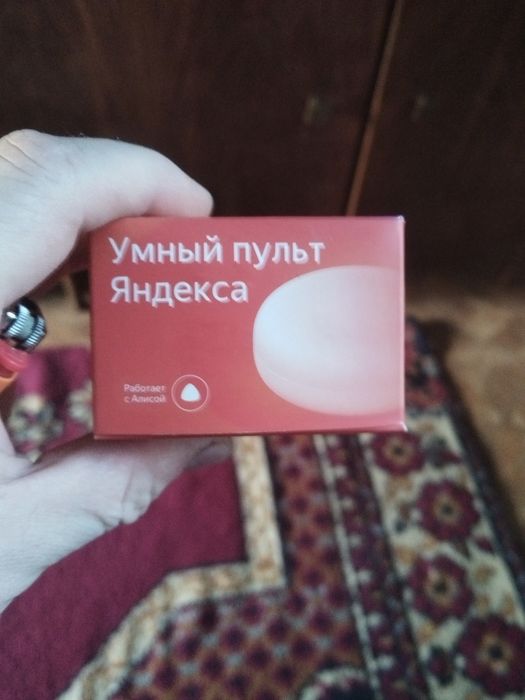 Умный пульт
Яндекса
Работает
с Алисой